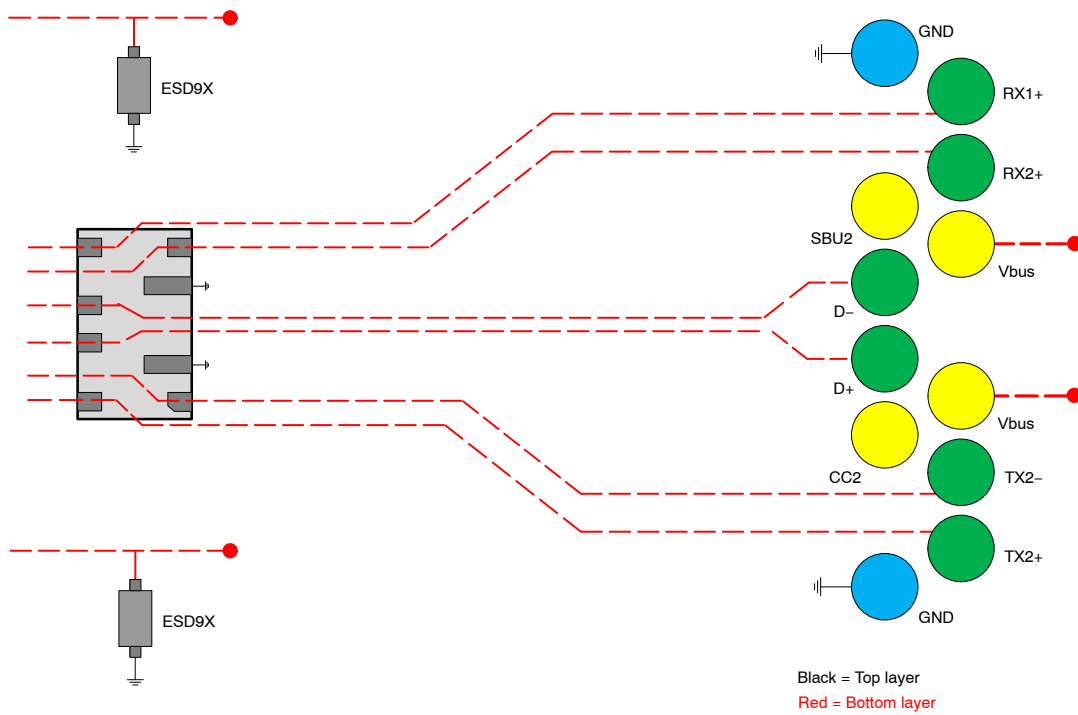 GND
ESD9X
RX1+
RX2+
SBU2
Vbus
D−
D+
Vbus
CC2
TX2−
TX2+
ESD9X
GND
Black = Top layer
Red = Bottom layer